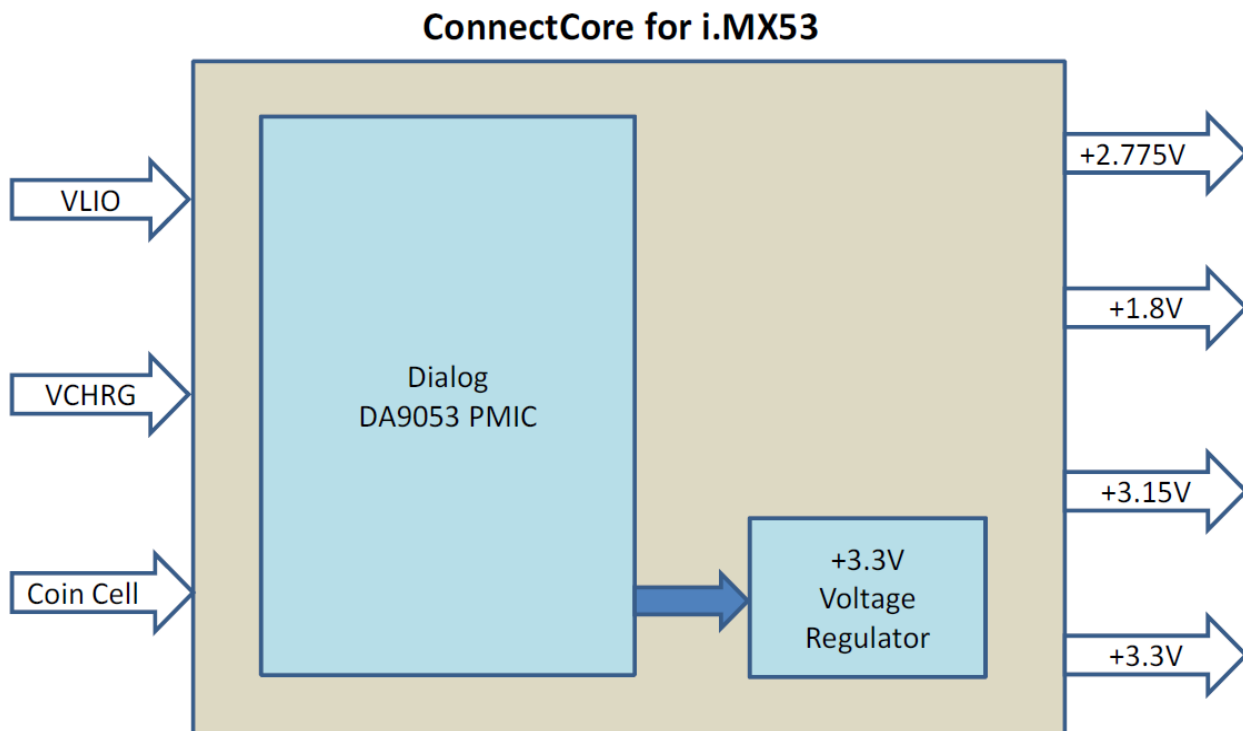 ConnectCore for i.MX53
VLIO
VCHRG
Coin Cell
Dialog
DA9053 PMIC
+3.3V
Voltage
Regulator
+2.775V
+1.8V
+3.15V
+3.3V